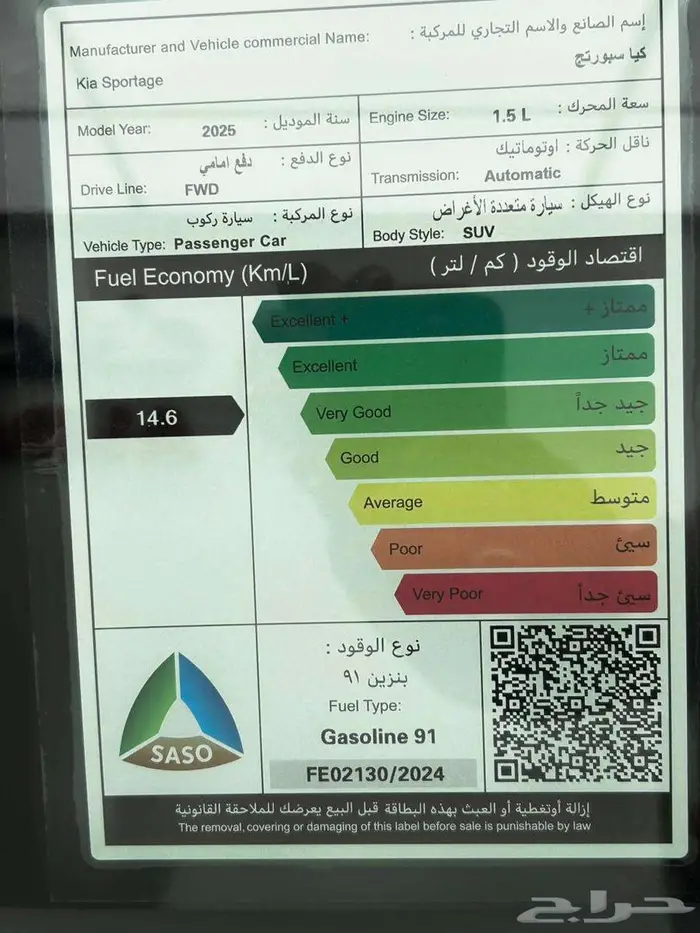 إسم الصانع والاسم التجاري للمركبة :
Manufacturer and Vehicle commercial Name:
كيا سبورتج
Kia Sportage
سنة الموديل :
Model Year: 2025
سعة المحرك :
Engine Size: 1.5 L
نوع الدفع : دفع امامي
Drive Line: FWD
ناقل الحركة : اوتوماتيك
Transmission: Automatic
نوع المركبة : سيارة ركوب
Vehicle Type: Passenger Car
نوع الهيكل : سيارة متعددة الأغراض
Body Style: SUV
Fuel Economy (Km/L) اقتصاد الوقود ( كم / لتر )
Excellent + ممتاز +
Excellent ممتاز
14.6
Very Good جيد جداً
Good جيد
Average متوسط
Poor سيئ
Very Poor سيئ جداً
SASO
نوع الوقود :
بنزين ٩١
Fuel Type:
Gasoline 91
FE02130/2024
إزالة أوتغطية أو العبث بهذه البطاقة قبل البيع يعرضك للملاحقة القانونية
The removal, covering or damaging of this label before sale is punishable by law
حراج